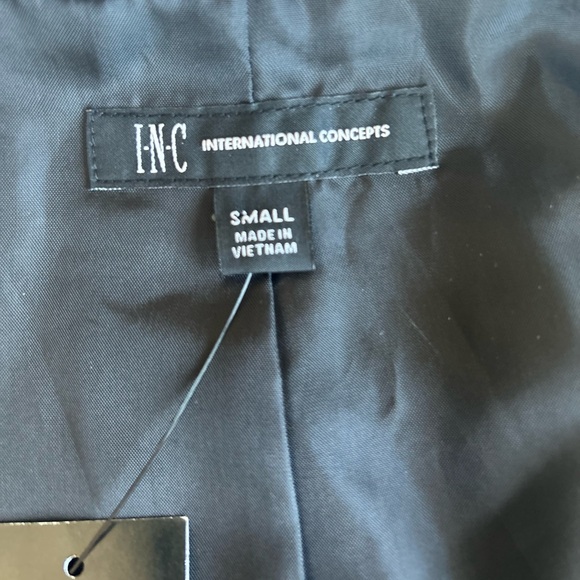 I·N·C INTERNATIONAL CONCEPTS
SMALL
MADE IN
VIETNAM